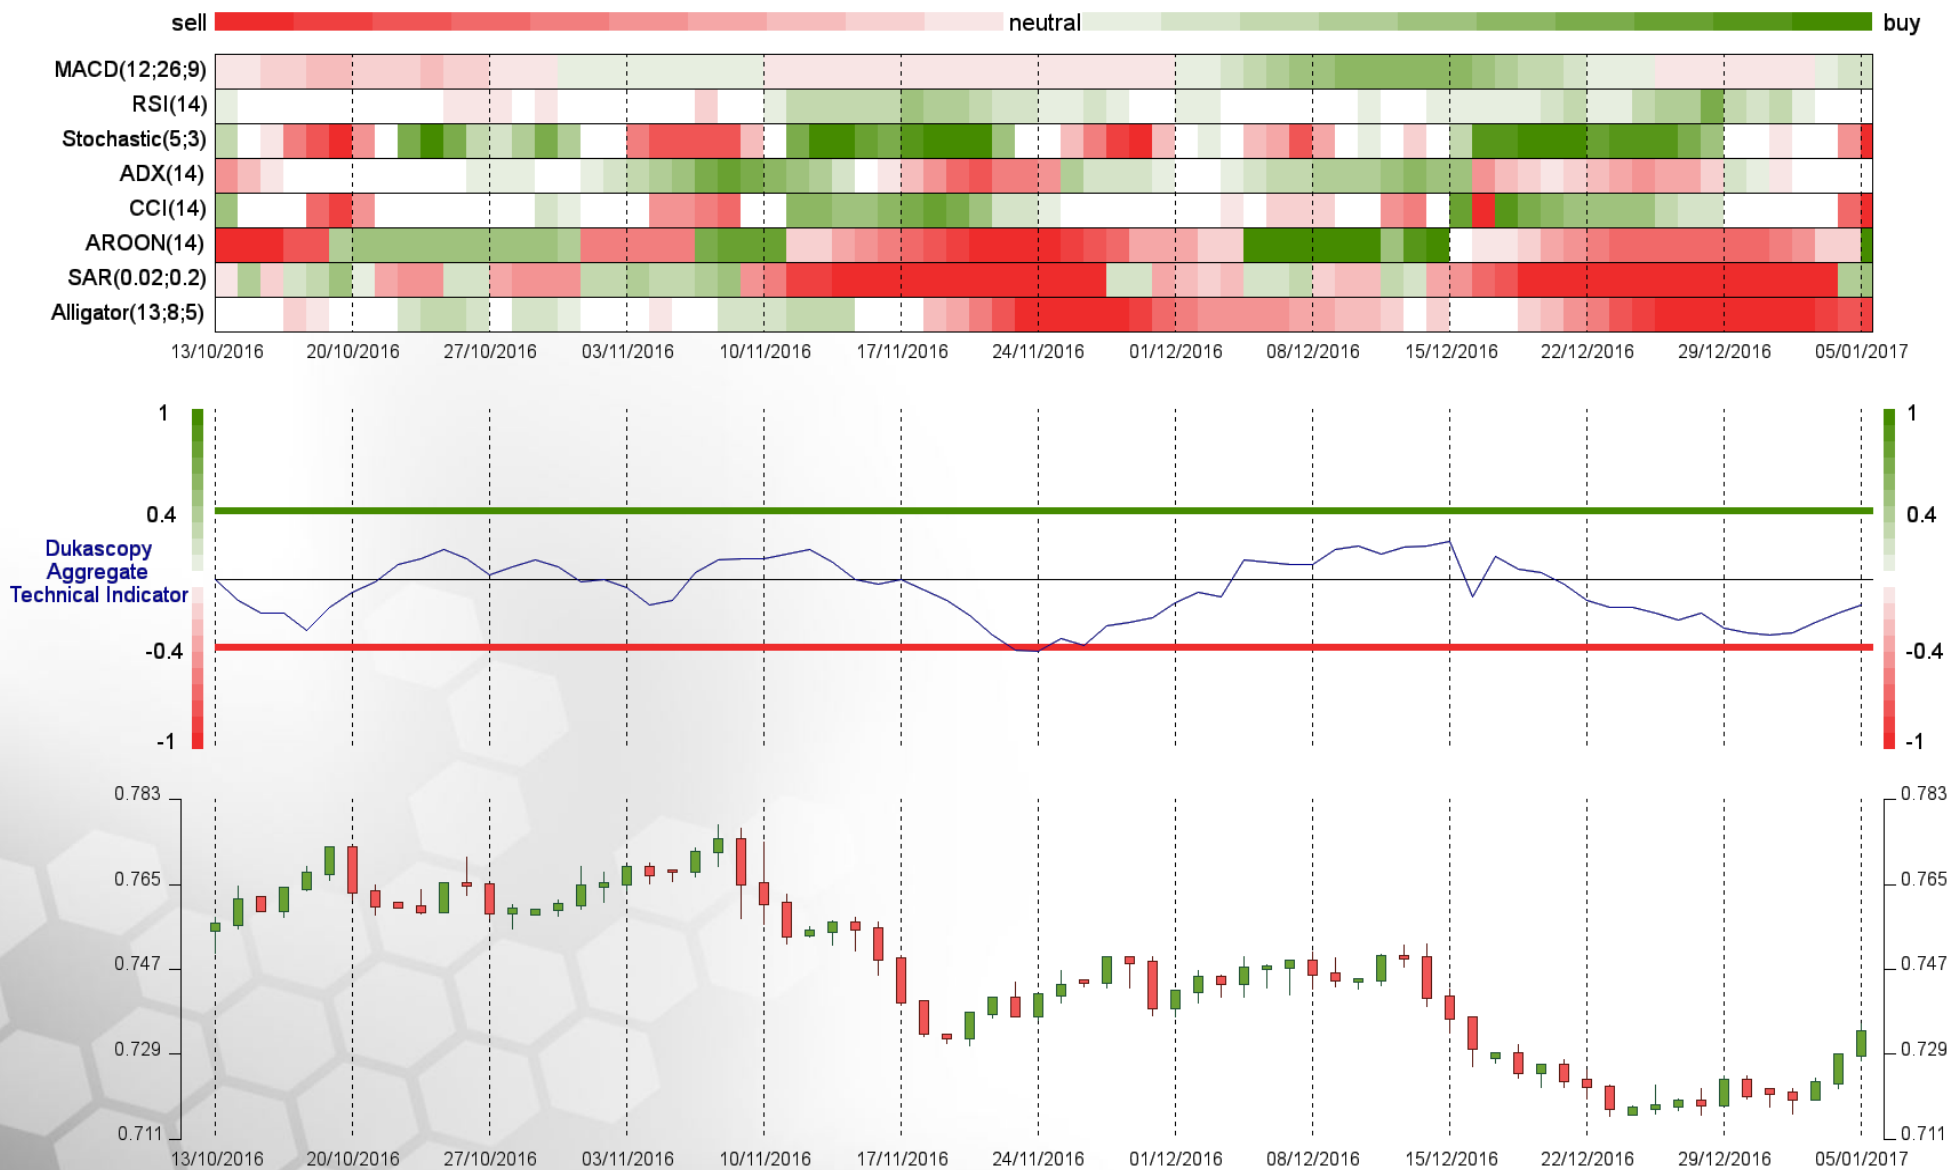 sell neutral buy
MACD(12;26;9)
RSI(14)
Stochastic(5;3)
ADX(14)
CCI(14)
AROON(14)
SAR(0.02;0.2)
Alligator(13;8;5)
13/10/2016 20/10/2016 27/10/2016 03/11/2016 10/11/2016 17/11/2016 24/11/2016 01/12/2016 08/12/2016 15/12/2016 22/12/2016 29/12/2016 05/01/2017
1 1
0.4 0.4
Dukascopy
Aggregate
Technical Indicator
-0.4 -0.4
-1 -1
0.783 0.783
0.765 0.765
0.747 0.747
0.729 0.729
0.711 0.711
13/10/2016 20/10/2016 27/10/2016 03/11/2016 10/11/2016 17/11/2016 24/11/2016 01/12/2016 08/12/2016 15/12/2016 22/12/2016 29/12/2016 05/01/2017